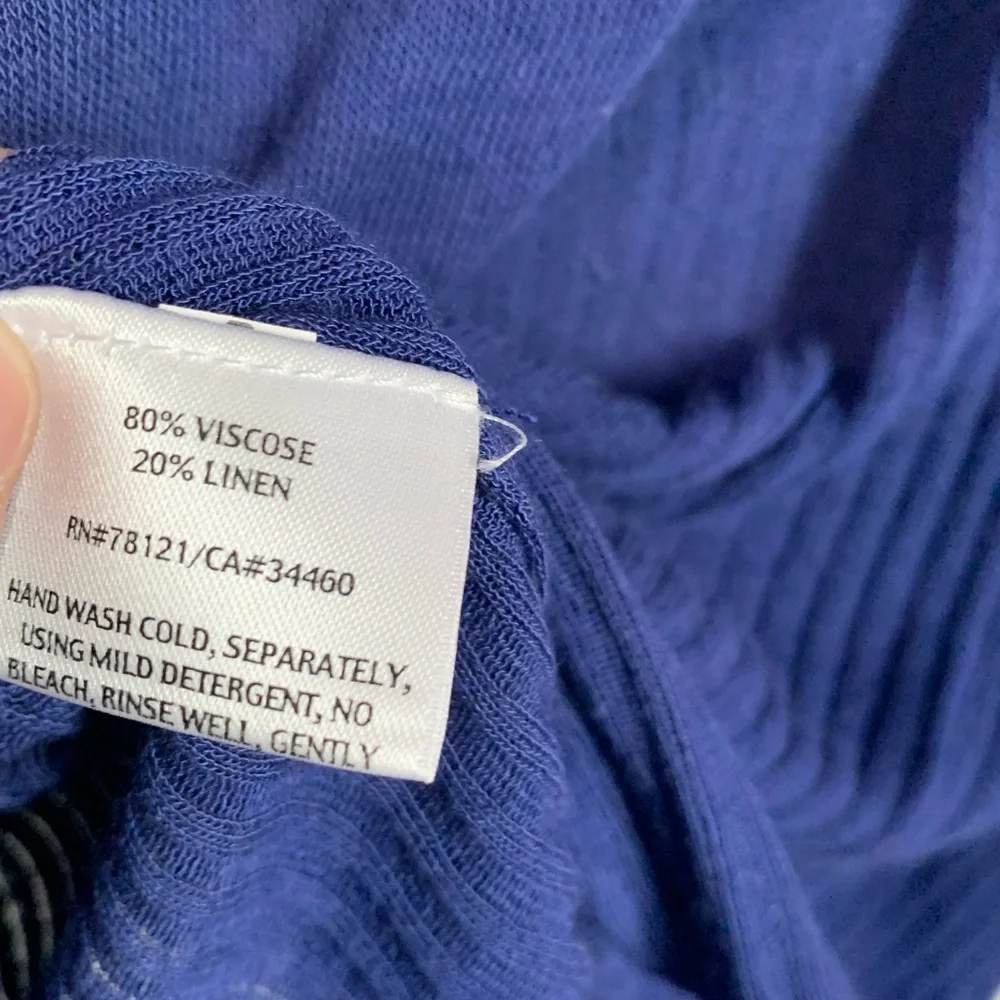 80% VISCOSE
20% LINEN
RN#78121/CA#34460
HAND WASH COLD, SEPARATELY,
USING MILD DETERGENT, NO
BLEACH, RINSE WELL, GENTLY